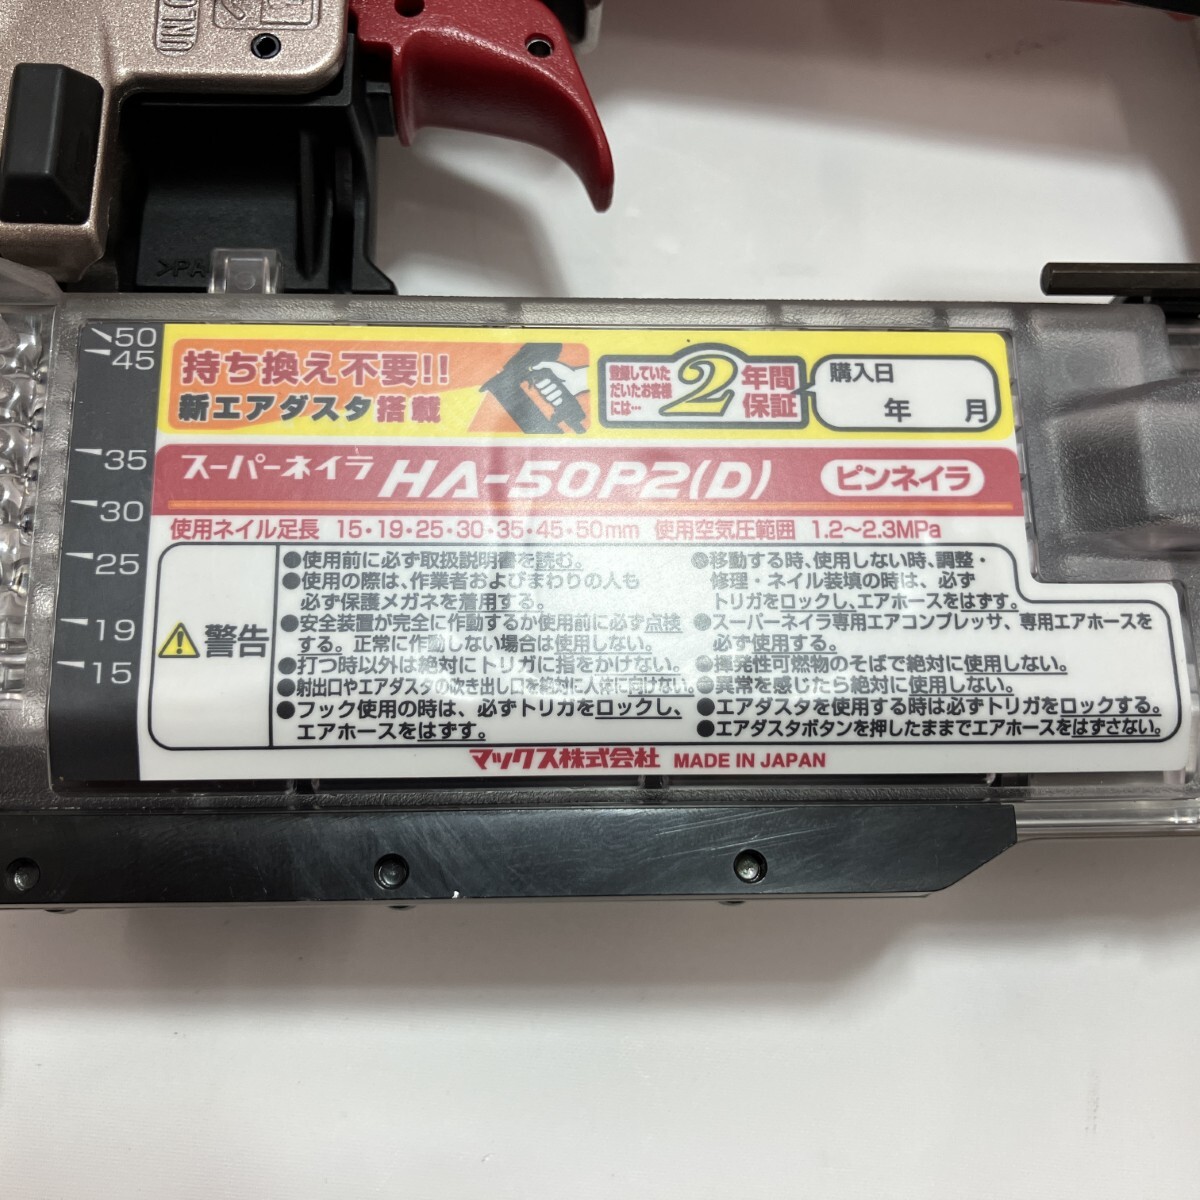 >PA
50
45
35
30
25
19
15
持ち換え不要!!
新エアダスタ搭載
登録していた
だいたお客様
には…
2年間
保証
購入日
年 月
スーパーネイラ HA-50P2(D) ピンネイラ
使用ネイル足長 15・19・25・30・35・45・50mm 使用空気圧範囲 1.2〜2.3MPa
警告
●使用前に必ず取扱説明書を読む。
●使用の際は、作業者およびまわりの人も
必ず保護メガネを着用する。
●安全装置が完全に作動するか使用前に必ず点検
する。正常に作動しない場合は使用しない。
●打つ時以外は絶対にトリガに指をかけない。
●射出口やエアダスタの吹き出し口を絶対に人体に向けない。
●フック使用の時は、必ずトリガをロックし、
エアホースをはずす。
●移動する時、使用しない時、調整・
修理・ネイル装填の時は、必ず
トリガをロックし、エアホースをはずす。
●スーパーネイラ専用エアコンプレッサ、専用エアホースを
必ず使用する。
●揮発性可燃物のそばで絶対に使用しない。
●異常を感じたら絶対に使用しない。
●エアダスタを使用する時は必ずトリガをロックする。
●エアダスタボタンを押したままでエアホースをはずさない。
マックス株式会社 MADE IN JAPAN